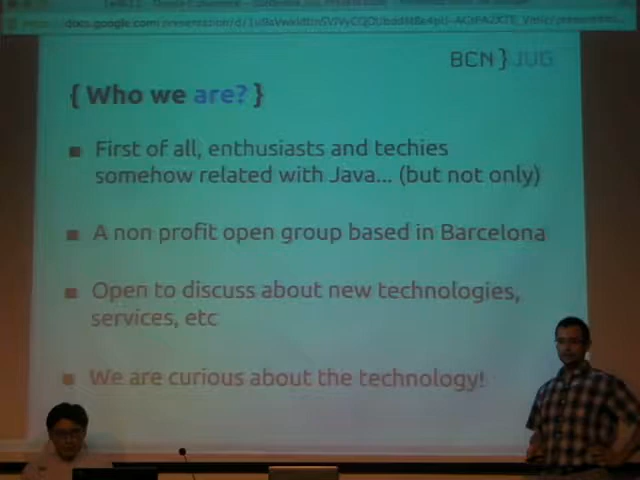 BCN}JUG
{ Who we are? }
First of all, enthusiasts and techies
somehow related with Java... (but not only)
A non profit open group based in Barcelona
Open to discuss about new technologies,
services, etc
We are curious about the technology!